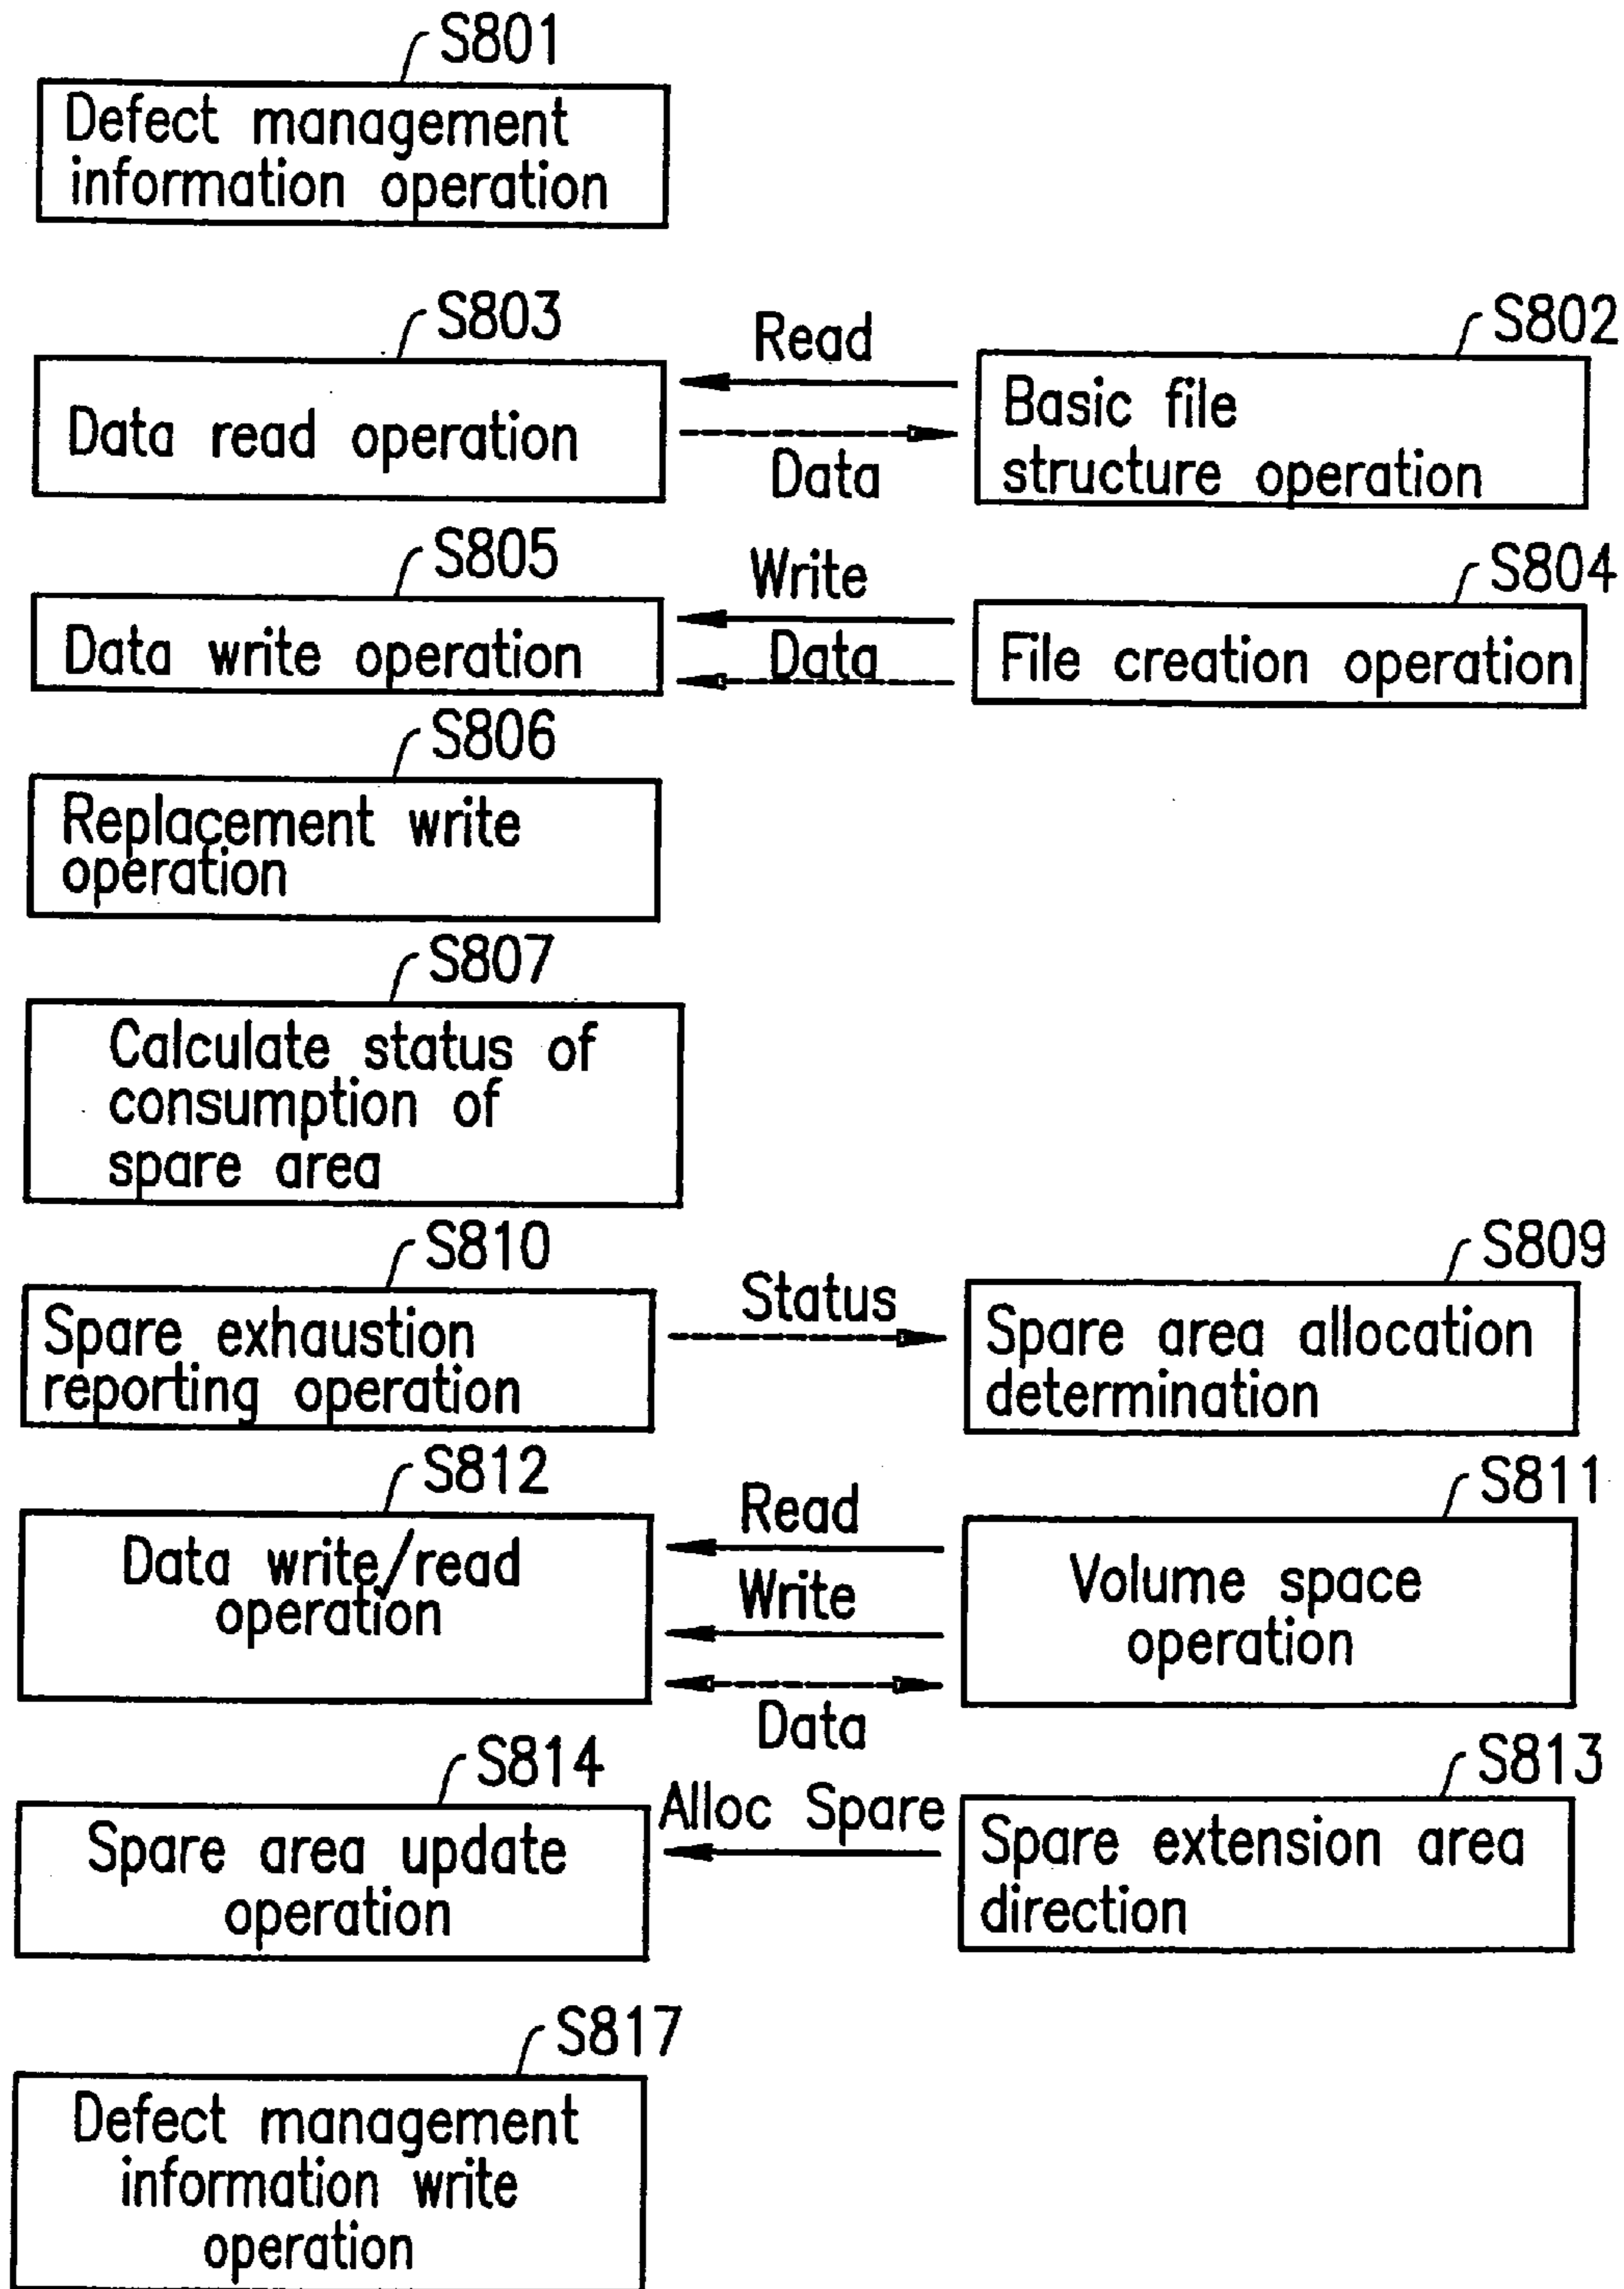 S801
Defect management
information operation
S803
Read
S802
Data read operation
Data
Basic file
structure operation
S805
Write
S804
Data write operation
Data
File creation operation
S806
Replacement write
operation
S807
Calculate status of
consumption of
spare area
S810
S809
Spare exhaustion
reporting operation
Status
Spare area allocation
determination
S812
S811
Data write/read
operation
Read
Write
Data
Volume space
operation
S814
S813
Spare area update
operation
Alloc Spare
Spare extension area
direction
S817
Defect management
information write
operation